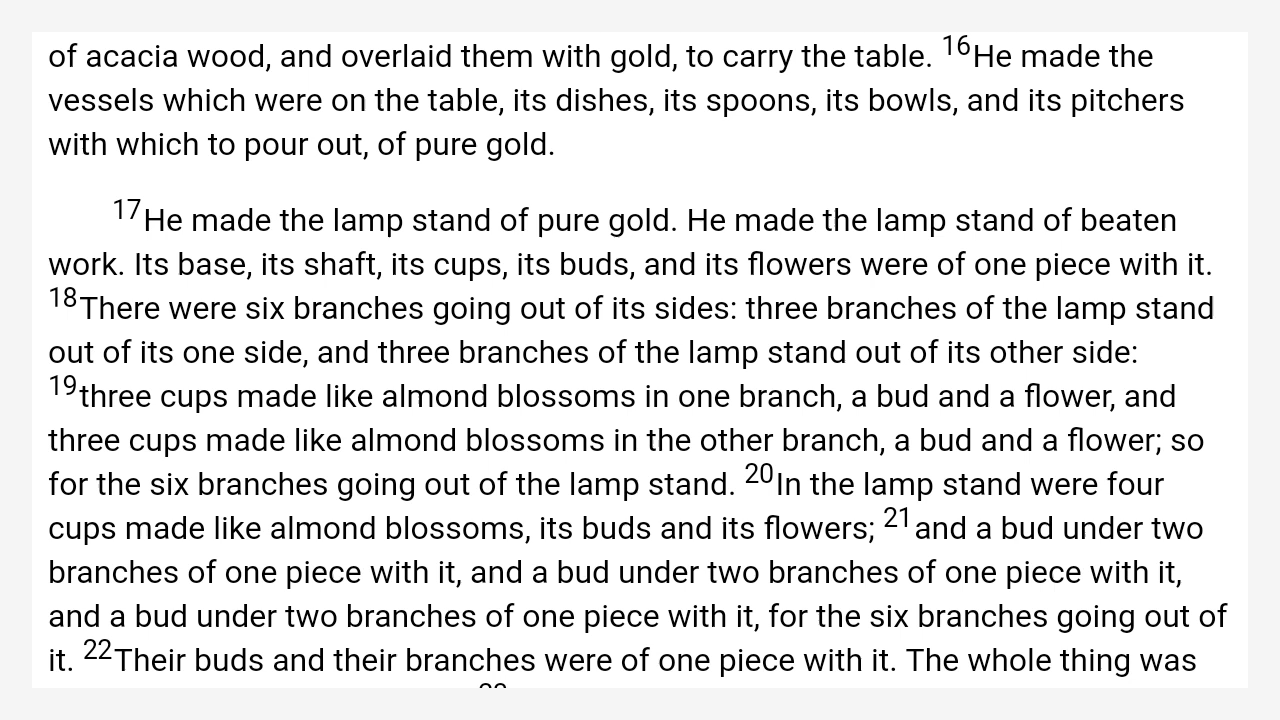 of acacia wood, and overlaid them with gold, to carry the table. 16He made the
vessels which were on the table, its dishes, its spoons, its bowls, and its pitchers
with which to pour out, of pure gold.
17He made the lamp stand of pure gold. He made the lamp stand of beaten
work. Its base, its shaft, its cups, its buds, and its flowers were of one piece with it.
18There were six branches going out of its sides: three branches of the lamp stand
out of its one side, and three branches of the lamp stand out of its other side:
19three cups made like almond blossoms in one branch, a bud and a flower, and
three cups made like almond blossoms in the other branch, a bud and a flower; so
for the six branches going out of the lamp stand. 20In the lamp stand were four
cups made like almond blossoms, its buds and its flowers; 21and a bud under two
branches of one piece with it, and a bud under two branches of one piece with it,
and a bud under two branches of one piece with it, for the six branches going out of
it. 22Their buds and their branches were of one piece with it. The whole thing was